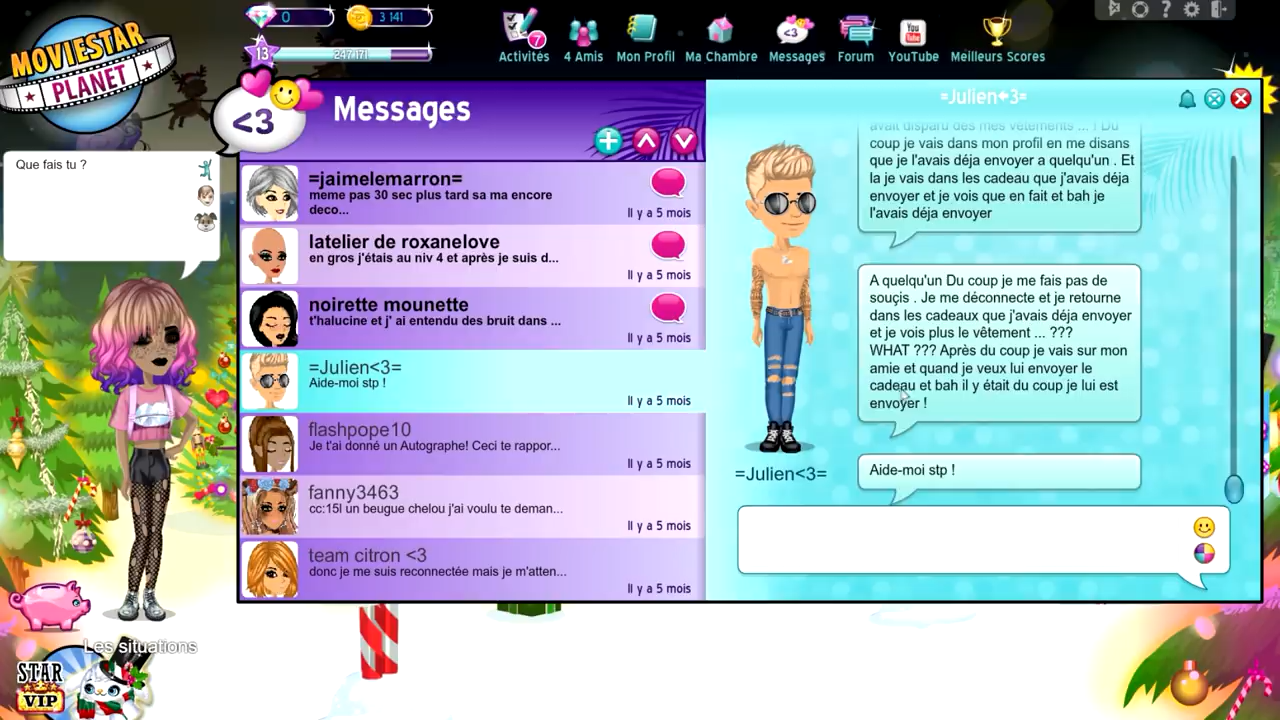 MOVIESTAR
PLANET
0
3 141
13
247171
7
Activités
4 Amis
Mon Profil
Ma Chambre
<3
Messages
Forum
You
Tube
YouTube
Meilleurs Scores
Que fais tu ?
<3
Messages
=jaimelemarron=
meme pas 30 sec plus tard sa ma encore
deco...
Il y a 5 mois
latelier de roxanelove
en gros j'étais au niv 4 et après je suis d...
Il y a 5 mois
noirette mounette
t'halucine et j' ai entendu des bruit dans ...
Il y a 5 mois
=Julien<3=
Aide-moi stp !
Il y a 5 mois
flashpope10
Je t'ai donné un Autographe! Ceci te rappor...
Il y a 5 mois
fanny3463
cc:15l un beugue chelou j'ai voulu te deman...
Il y a 5 mois
team citron <3
donc je me suis reconnectée mais je m'atten...
Il y a 5 mois
=Julien<3=
avait disparu des mes vêtements ... ! Du
coup je vais dans mon profil en me disans
que je l'avais déja envoyer a quelqu'un . Et
la je vais dans les cadeau que j'avais déja
envoyer et je vois que en fait et bah je
l'avais déja envoyer
A quelqu'un Du coup je me fais pas de
souçis . Je me déconnecte et je retourne
dans les cadeaux que j'avais déja envoyer
et je vois plus le vêtement ... ???
WHAT ??? Après du coup je vais sur mon
amie et quand je veux lui envoyer le
cadeau et bah il y était du coup je lui est
envoyer !
=Julien<3=
Aide-moi stp !
Les situations
STAR
VIP